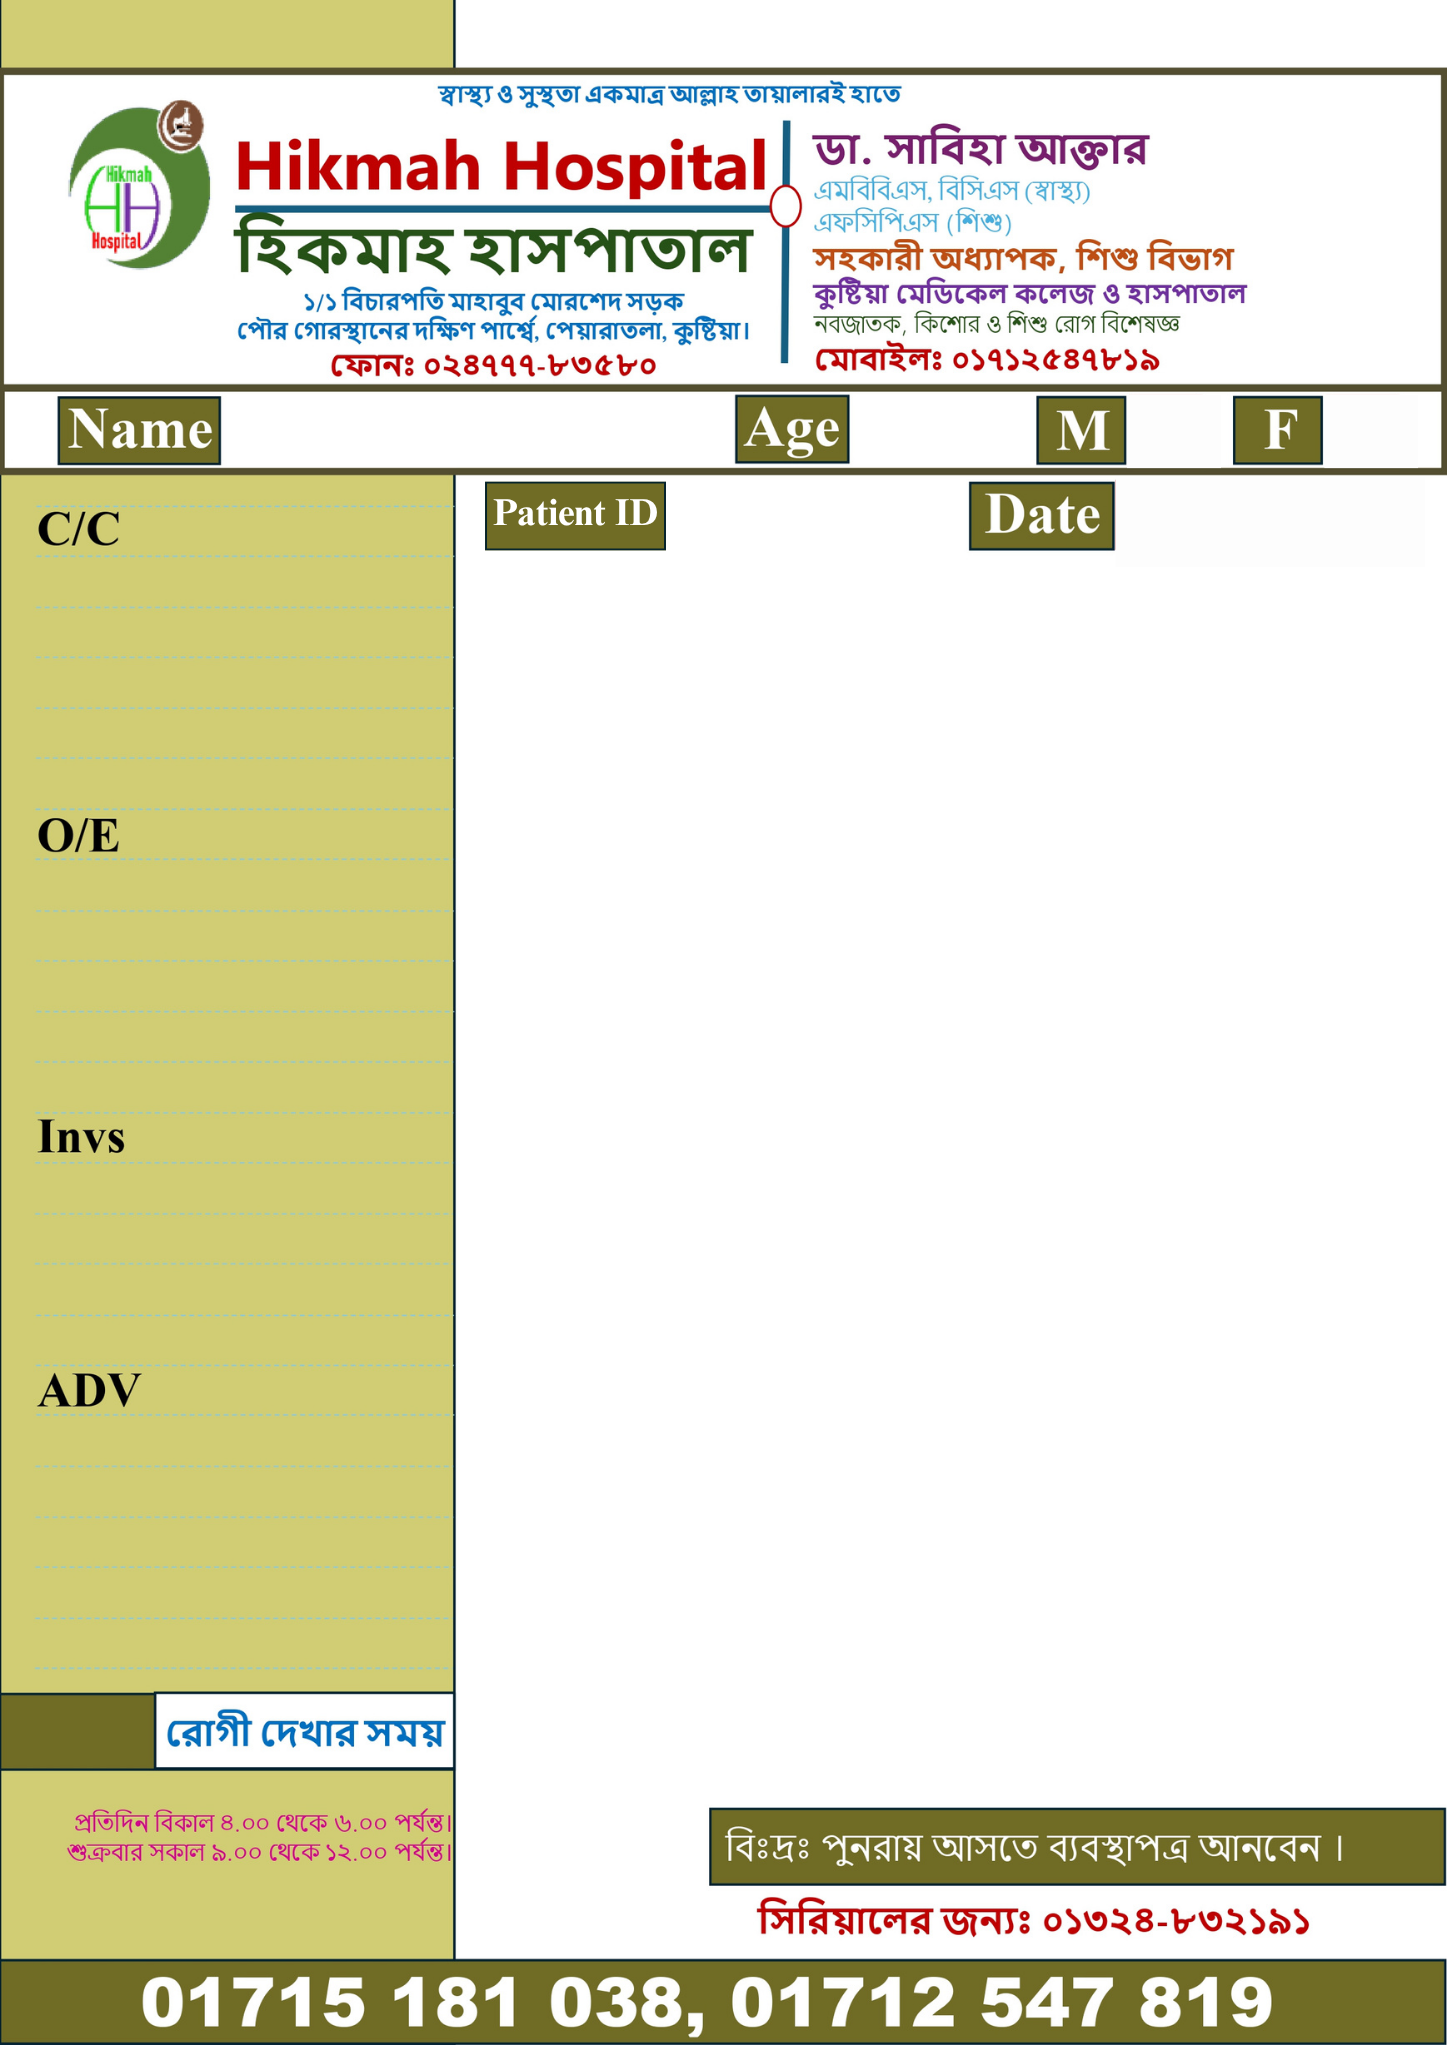 স্বাস্থ্য ও সুস্থতা একমাত্র আল্লাহ তায়ালারই হাতে
Hikmah
Hospital
Hikmah Hospital
হিকমাহ হাসপাতাল
১/১ বিচারপতি মাহাবুব মোরশেদ সড়ক
পৌর গোরস্থানের দক্ষিণ পার্শ্বে, পেয়ারাতলা, কুষ্টিয়া।
ফোনঃ ০২৪৭৭৭-৮৩৫৮০
ডা. সাবিহা আক্তার
এমবিবিএস, বিসিএস (স্বাস্থ্য)
এফসিপিএস (শিশু)
সহকারী অধ্যাপক, শিশু বিভাগ
কুষ্টিয়া মেডিকেল কলেজ ও হাসপাতাল
নবজাতক, কিশোর ও শিশু রোগ বিশেষজ্ঞ
মোবাইলঃ ০১৭১২৫৪৭৮১৯
Name Age M F
Patient ID Date
C/C
O/E
Invs
ADV
রোগী দেখার সময়
প্রতিদিন বিকাল ৪.০০ থেকে ৬.০০ পর্যন্ত।
শুক্রবার সকাল ৯.০০ থেকে ১২.০০ পর্যন্ত।
বিঃদ্রঃ পুনরায় আসতে ব্যবস্থাপত্র আনবেন ।
সিরিয়ালের জন্যঃ ০১৩২৪-৮৩২১৯১
01715 181 038, 01712 547 819